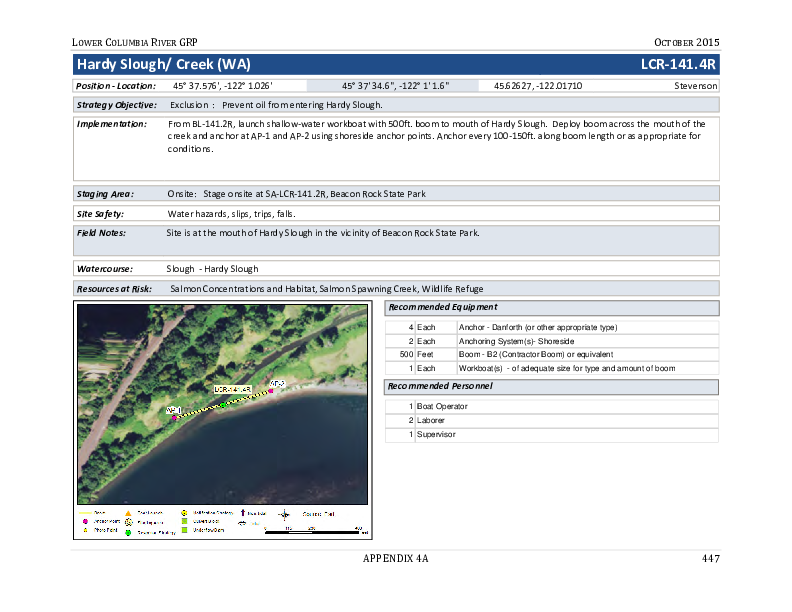 LOWER COLUMBIA RIVER GRP
OCTOBER 2015
Hardy Slough/ Creek (WA)
LCR-141.4R
Position - Location: 45° 37.576', -122° 1.026' 45° 37' 34.6", -122° 1' 1.6" 45.62627, -122.01710 Stevenson
Strategy Objective: Exclusion : Prevent oil from entering Hardy Slough.
Implementation: From BL-141.2R, launch shallow-water workboat with 500ft. boom to mouth of Hardy Slough. Deploy boom across the mouth of the
creek and anchor at AP-1 and AP-2 using shoreside anchor points. Anchor every 100-150ft. along boom length or as appropriate for
conditions.
Staging Area: Onsite: Stage onsite at SA-LCR-141.2R, Beacon Rock State Park
Site Safety: Water hazards, slips, trips, falls.
Field Notes: Site is at the mouth of Hardy Slough in the vicinity of Beacon Rock State Park.
Watercourse: Slough - Hardy Slough
Resources at Risk: Salmon Concentrations and Habitat, Salmon Spawning Creek, Wildlife Refuge
AP-2
LCR-141.4R
AP-1
Anchor Point
Photo Point
Recommended Equipment
4 Each Anchor - Danforth (or other appropriate type)
2 Each Anchoring System(s)- Shoreside
500 Feet Boom - B2 (Contractor Boom) or equivalent
1 Each Workboat(s) - of adequate size for type and amount of boom
Recommended Personnel
1 Boat Operator
2 Laborer
1 Supervisor
APPENDIX 4A
447